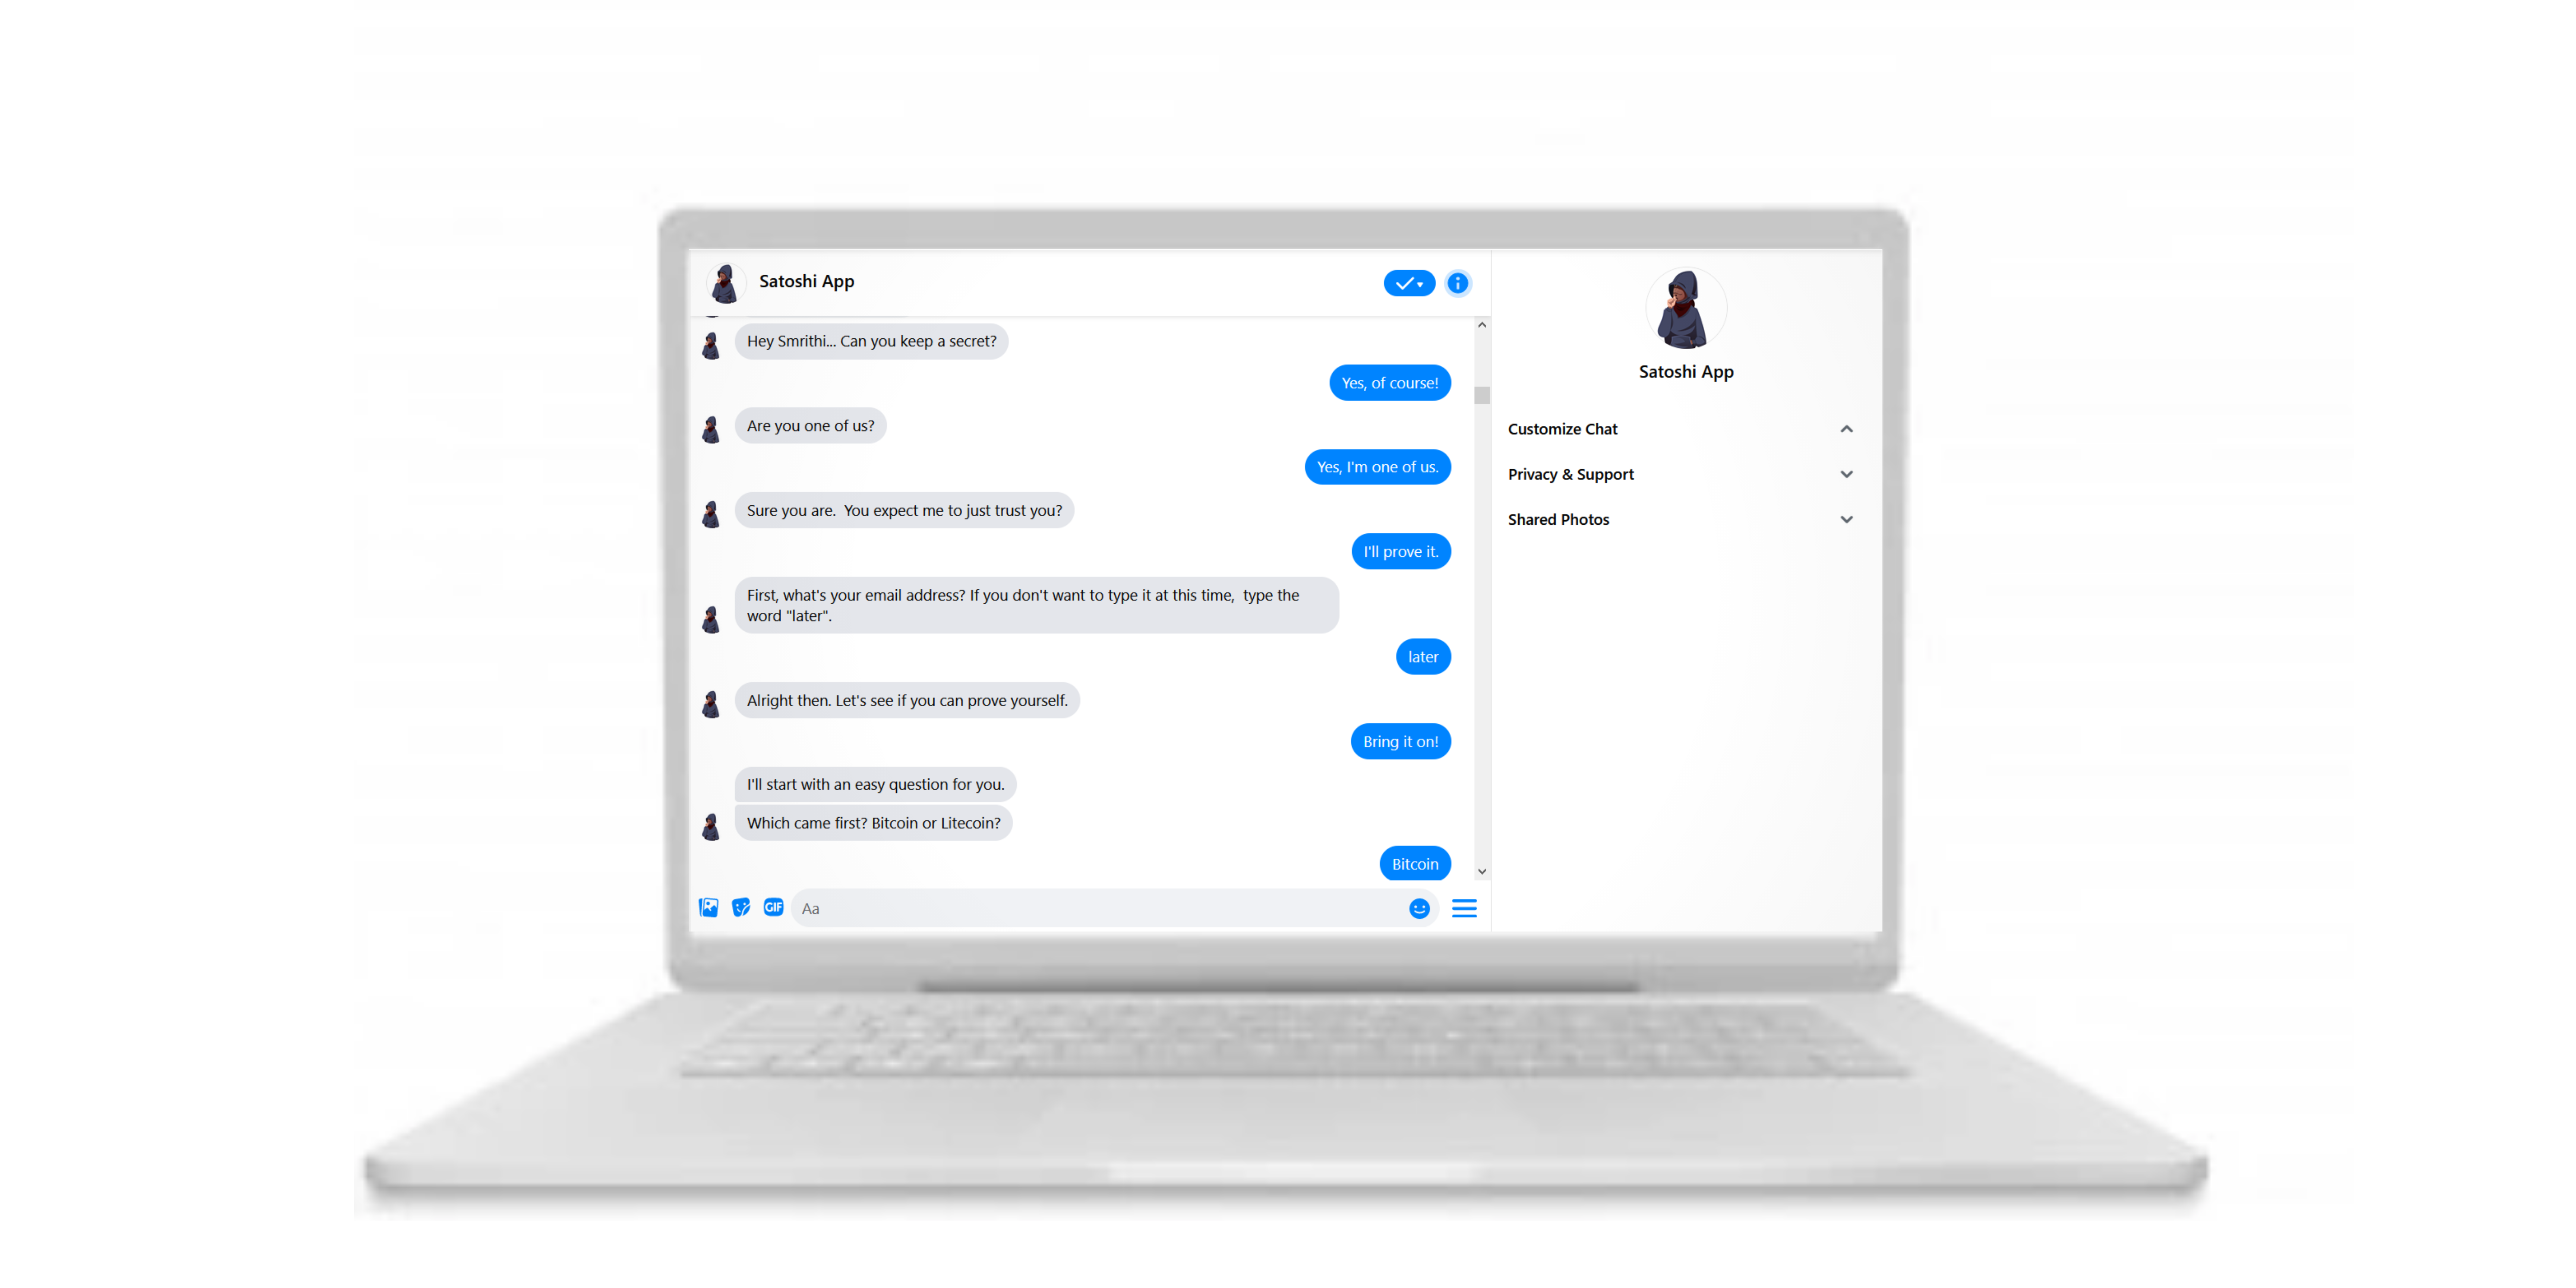 Satoshi App
Hey Smrithi... Can you keep a secret?
Yes, of course!
Are you one of us?
Yes, I'm one of us.
Sure you are.  You expect me to just trust you?
I'll prove it.
First, what's your email address? If you don't want to type it at this time,  type the
word "later".
later
Alright then. Let's see if you can prove yourself.
Bring it on!
I'll start with an easy question for you.
Which came first? Bitcoin or Litecoin?
Bitcoin
GIF
Aa
Satoshi App
Customize Chat
Privacy & Support
Shared Photos